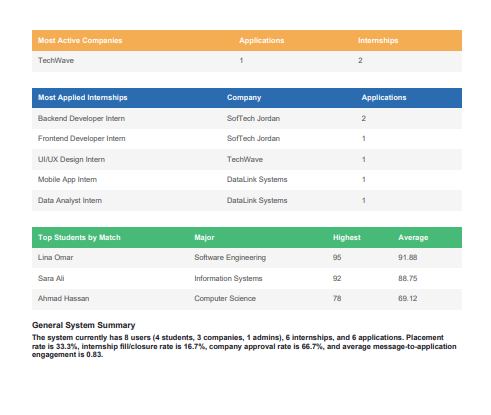 Most Active Companies Applications Internships
TechWave 1 2
Most Applied Internships Company Applications
Backend Developer Intern SofTech Jordan 2
Frontend Developer Intern SofTech Jordan 1
UI/UX Design Intern TechWave 1
Mobile App Intern DataLink Systems 1
Data Analyst Intern DataLink Systems 1
Top Students by Match Major Highest Average
Lina Omar Software Engineering 95 91.88
Sara Ali Information Systems 92 88.75
Ahmad Hassan Computer Science 78 69.12
General System Summary
The system currently has 8 users (4 students, 3 companies, 1 admins), 6 internships, and 6 applications. Placement
rate is 33.3%, internship fill/closure rate is 16.7%, company approval rate is 66.7%, and average message-to-application
engagement is 0.83.